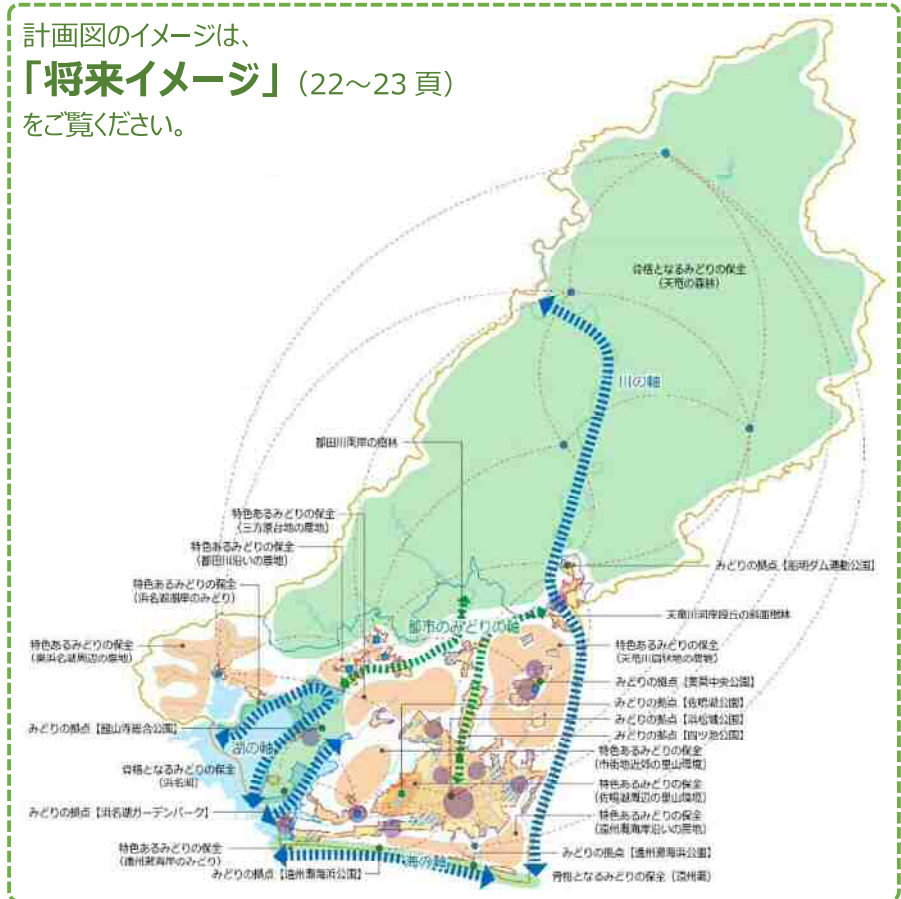 計画図のイメージは、
「将来イメージ」(22～23 頁)
をご覧ください。
骨格となるみどりの保全
(天竜の森林)
川の軸
都田川両岸の樹林
特色あるみどりの保全
(三方原台地の農地)
特色あるみどりの保全
(都田川沿いの農地)
みどりの拠点【船明ダム運動公園】
特色あるみどりの保全
(浜名湖湖岸のみどり)
天竜川河岸段丘の斜面樹林
都市のみどりの軸
特色あるみどりの保全
(奥浜名湖周辺の農地)
特色あるみどりの保全
みどりの拠点【美薗中央公園】
みどりの拠点【佐鳴湖公園】
みどりの拠点【浜松城公園】
みどりの拠点【舘山寺総合公園】
みどりの拠点【四ツ池公園】
湖の軸
特色あるみどりの保全
(市街地近郊の里山環境)
骨格となるみどりの保全
(浜名湖)
特色あるみどりの保全
(佐鳴湖周辺の里山環境)
みどりの拠点【浜名湖ガーデンパーク】
特色あるみどりの保全
(遠州灘海岸沿いの農地)
特色あるみどりの保全
(遠州灘海岸のみどり)
みどりの拠点【遠州灘海浜公園】
海の軸
みどりの拠点【遠州灘海浜公園】
骨格となるみどりの保全(遠州灘)